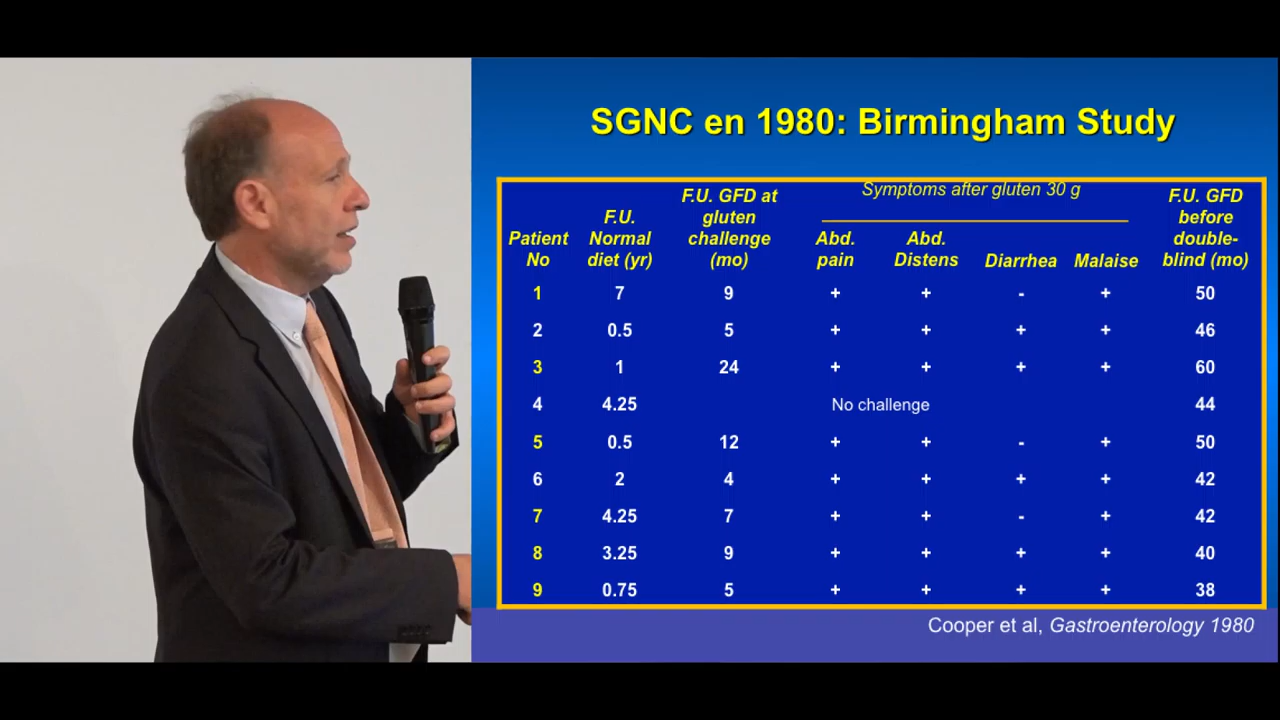 SGNC en 1980: Birmingham Study
Symptoms after gluten 30 g
Patient No F.U. Normal diet (yr) F.U. GFD at gluten challenge (mo) Abd. pain Abd. Distens Diarrhea Malaise F.U. GFD before double-blind (mo)
1 7 9 + + - + 50
2 0.5 5 + + + + 46
3 1 24 + + + + 60
4 4.25 No challenge 44
5 0.5 12 + + - + 50
6 2 4 + + + + 42
7 4.25 7 + + - + 42
8 3.25 9 + + + + 40
9 0.75 5 + + + + 38
Cooper et al, Gastroenterology 1980